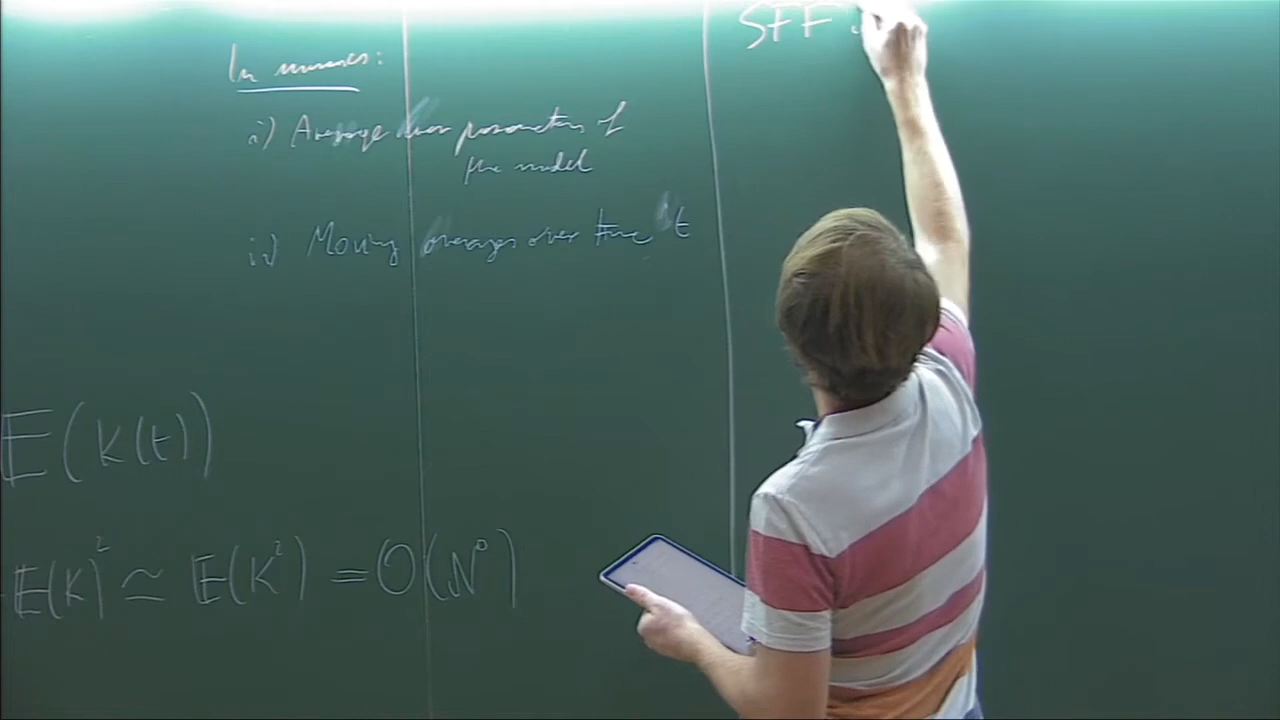 In numerics:
i) Average over parameters of
the model
ii) Moving averages over time t
E(K(t))
E(K)² ≃ E(K²) = O(N⁰)
SFF